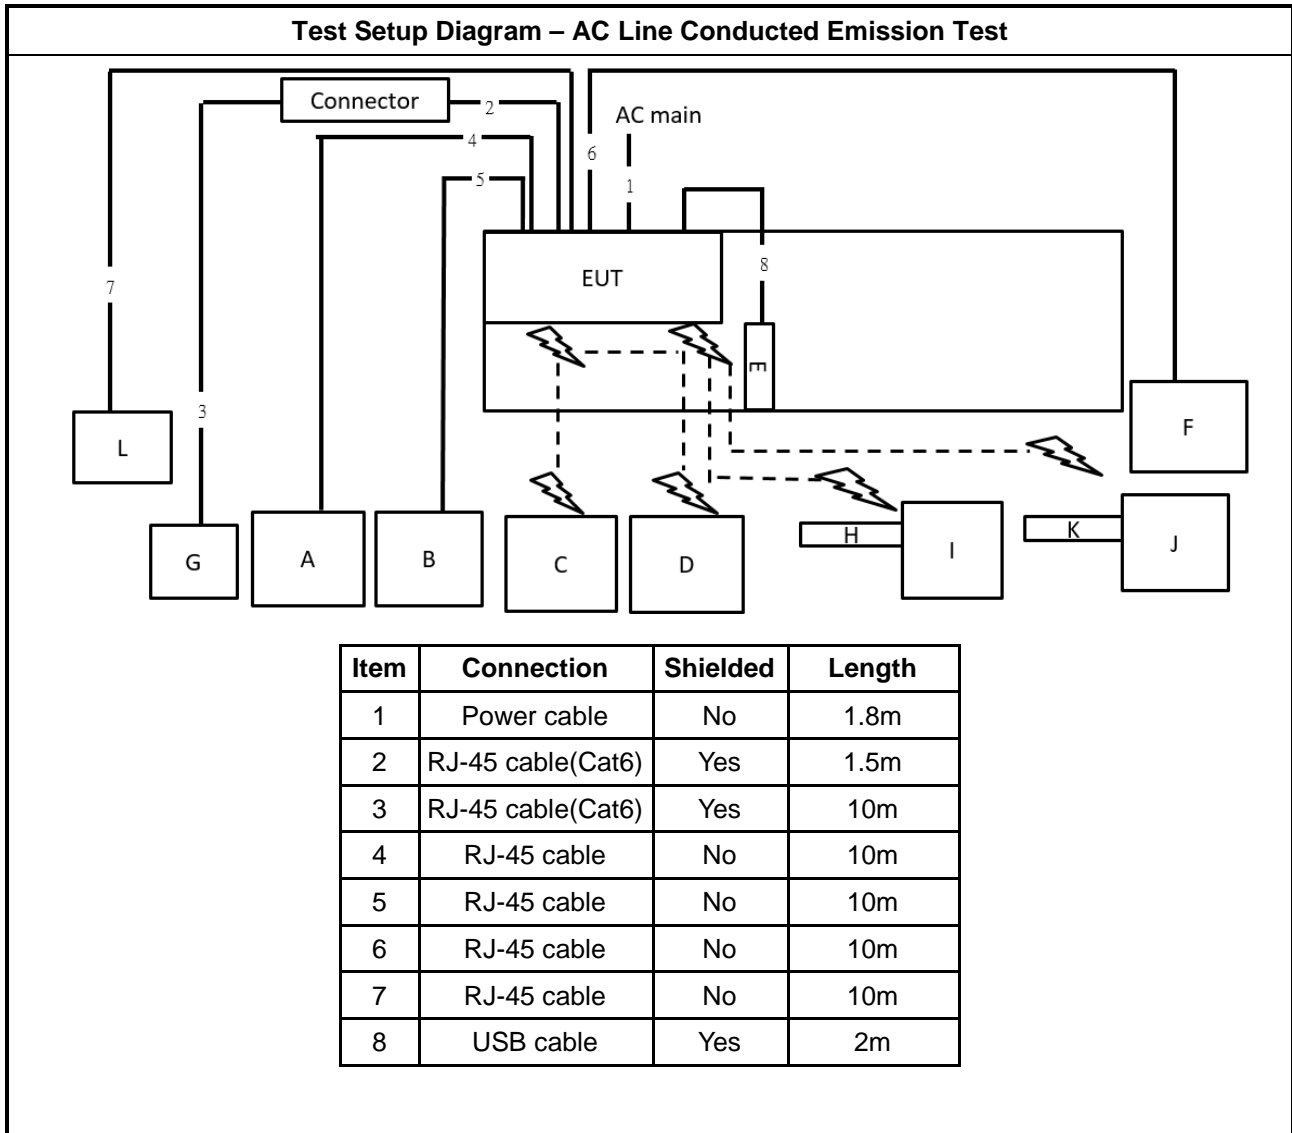 Test Setup Diagram – AC Line Conducted Emission Test
Connector
2
AC main
4
6
5
1
EUT
8
7
E
3
L
F
G
A
B
C
D
H
I
K
J
Item Connection Shielded Length
1 Power cable No 1.8m
2 RJ-45 cable(Cat6) Yes 1.5m
3 RJ-45 cable(Cat6) Yes 10m
4 RJ-45 cable No 10m
5 RJ-45 cable No 10m
6 RJ-45 cable No 10m
7 RJ-45 cable No 10m
8 USB cable Yes 2m